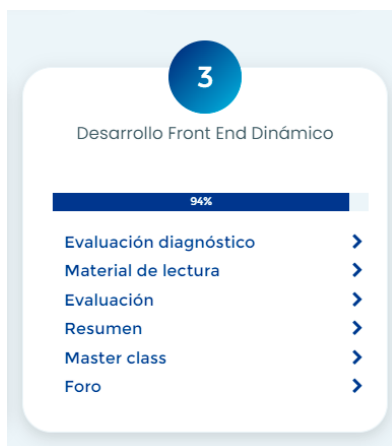 3
Desarrollo Front End Dinámico
94%
Evaluación diagnóstico
Material de lectura
Evaluación
Resumen
Master class
Foro